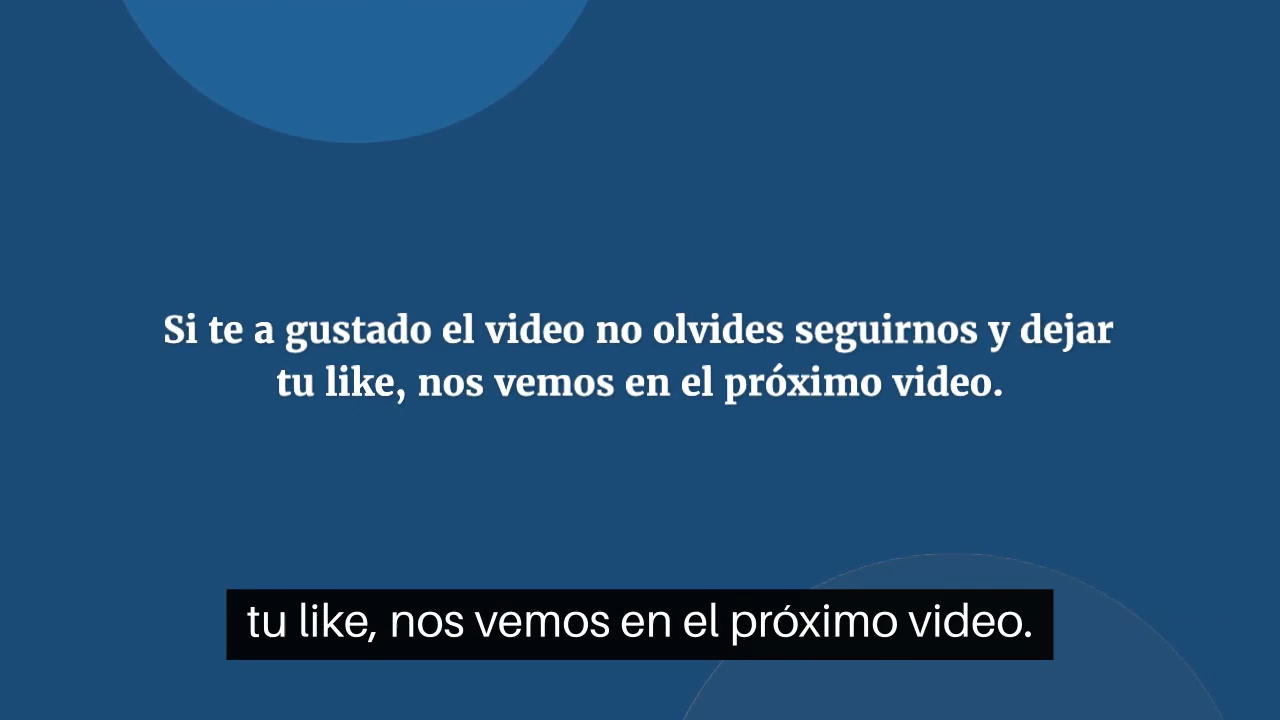 Si te a gustado el video no olvides seguirnos y dejar
tu like, nos vemos en el próximo video.
tu like, nos vemos en el próximo video.